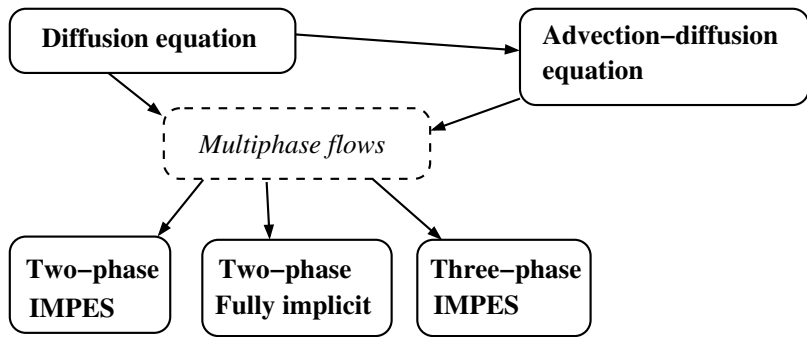 Diffusion equation
Advection−diffusion
equation
Multiphase flows
Two−phase
IMPES
Two−phase
Fully implicit
Three−phase
IMPES